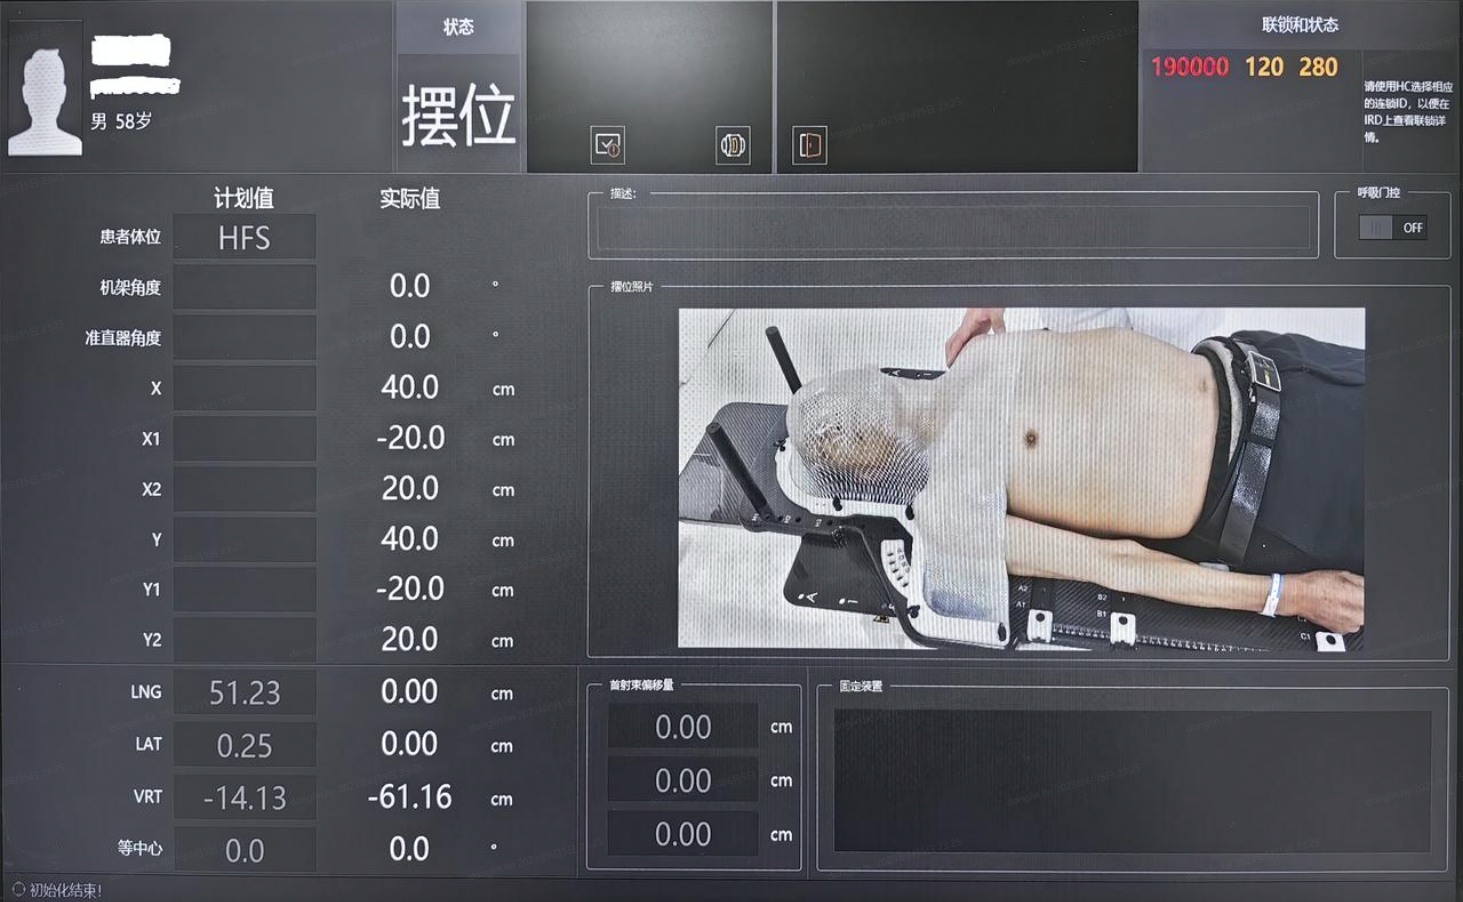 男 58岁
状态
摆位
联锁和状态
190000 120 280
请使用HC选择相应
的连锁ID，以便在
IRD上查看联锁详
情。
计划值 实际值
患者体位 HFS
机架角度 0.0 °
准直器角度 0.0 °
X 40.0 cm
X1 -20.0 cm
X2 20.0 cm
Y 40.0 cm
Y1 -20.0 cm
Y2 20.0 cm
LNG 51.23 0.00 cm
LAT 0.25 0.00 cm
VRT -14.13 -61.16 cm
等中心 0.0 0.0 °
描述:
呼吸门控
OFF
摆位照片
A
A2
A1
B2
B1
C1
首射束偏移量
0.00 cm
0.00 cm
0.00 cm
固定装置
初始化结束!